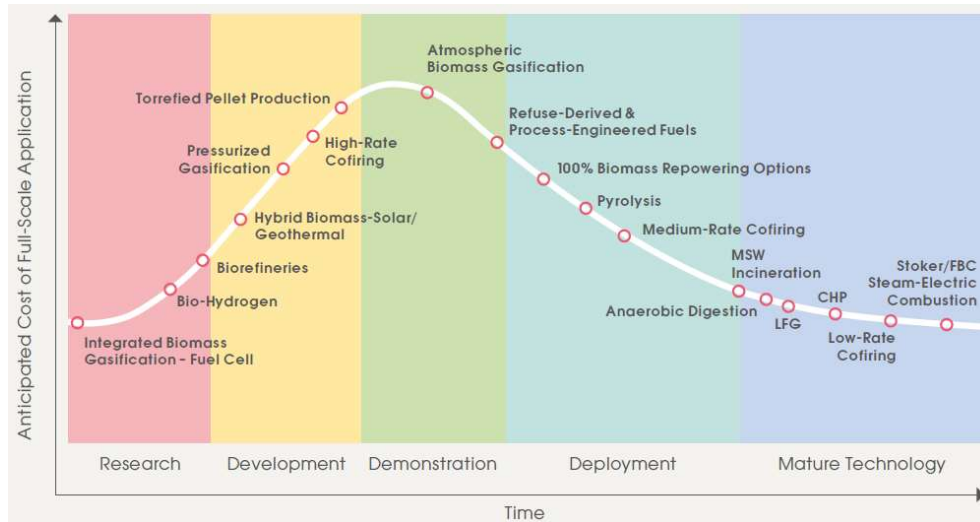 Anticipated Cost of Full-Scale Application
Atmospheric
Biomass Gasification
Torrefied Pellet Production
Refuse-Derived &
Process-Engineered Fuels
High-Rate
Cofiring
Pressurized
Gasification
100% Biomass Repowering Options
Pyrolysis
Hybrid Biomass-Solar/
Geothermal
Medium-Rate Cofiring
MSW
Incineration
Stoker/FBC
Steam-Electric
Combustion
Biorefineries
Bio-Hydrogen
Anaerobic Digestion
LFG
CHP
Low-Rate
Cofiring
Integrated Biomass
Gasification – Fuel Cell
Research
Development
Demonstration
Deployment
Mature Technology
Time